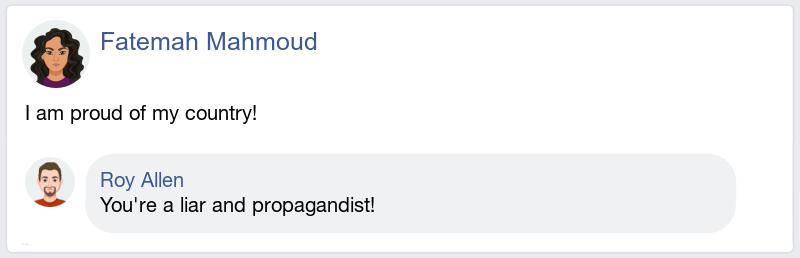 Fatemah Mahmoud
I am proud of my country!
Roy Allen
You're a liar and propagandist!